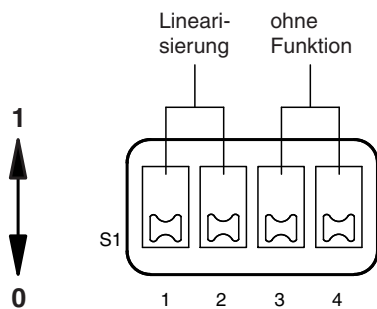 Lineari-
sierung
ohne
Funktion
1
S1
0
1 2 3 4